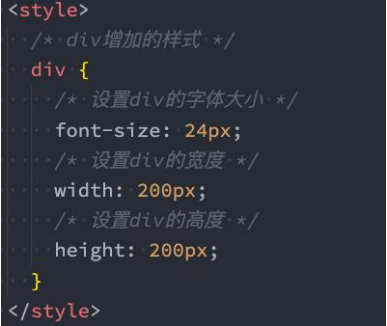 <style>
/* div增加的样式 */
div {
/* 设置div的字体大小 */
font-size: 24px;
/* 设置div的宽度 */
width: 200px;
/* 设置div的高度 */
height: 200px;
}
</style>